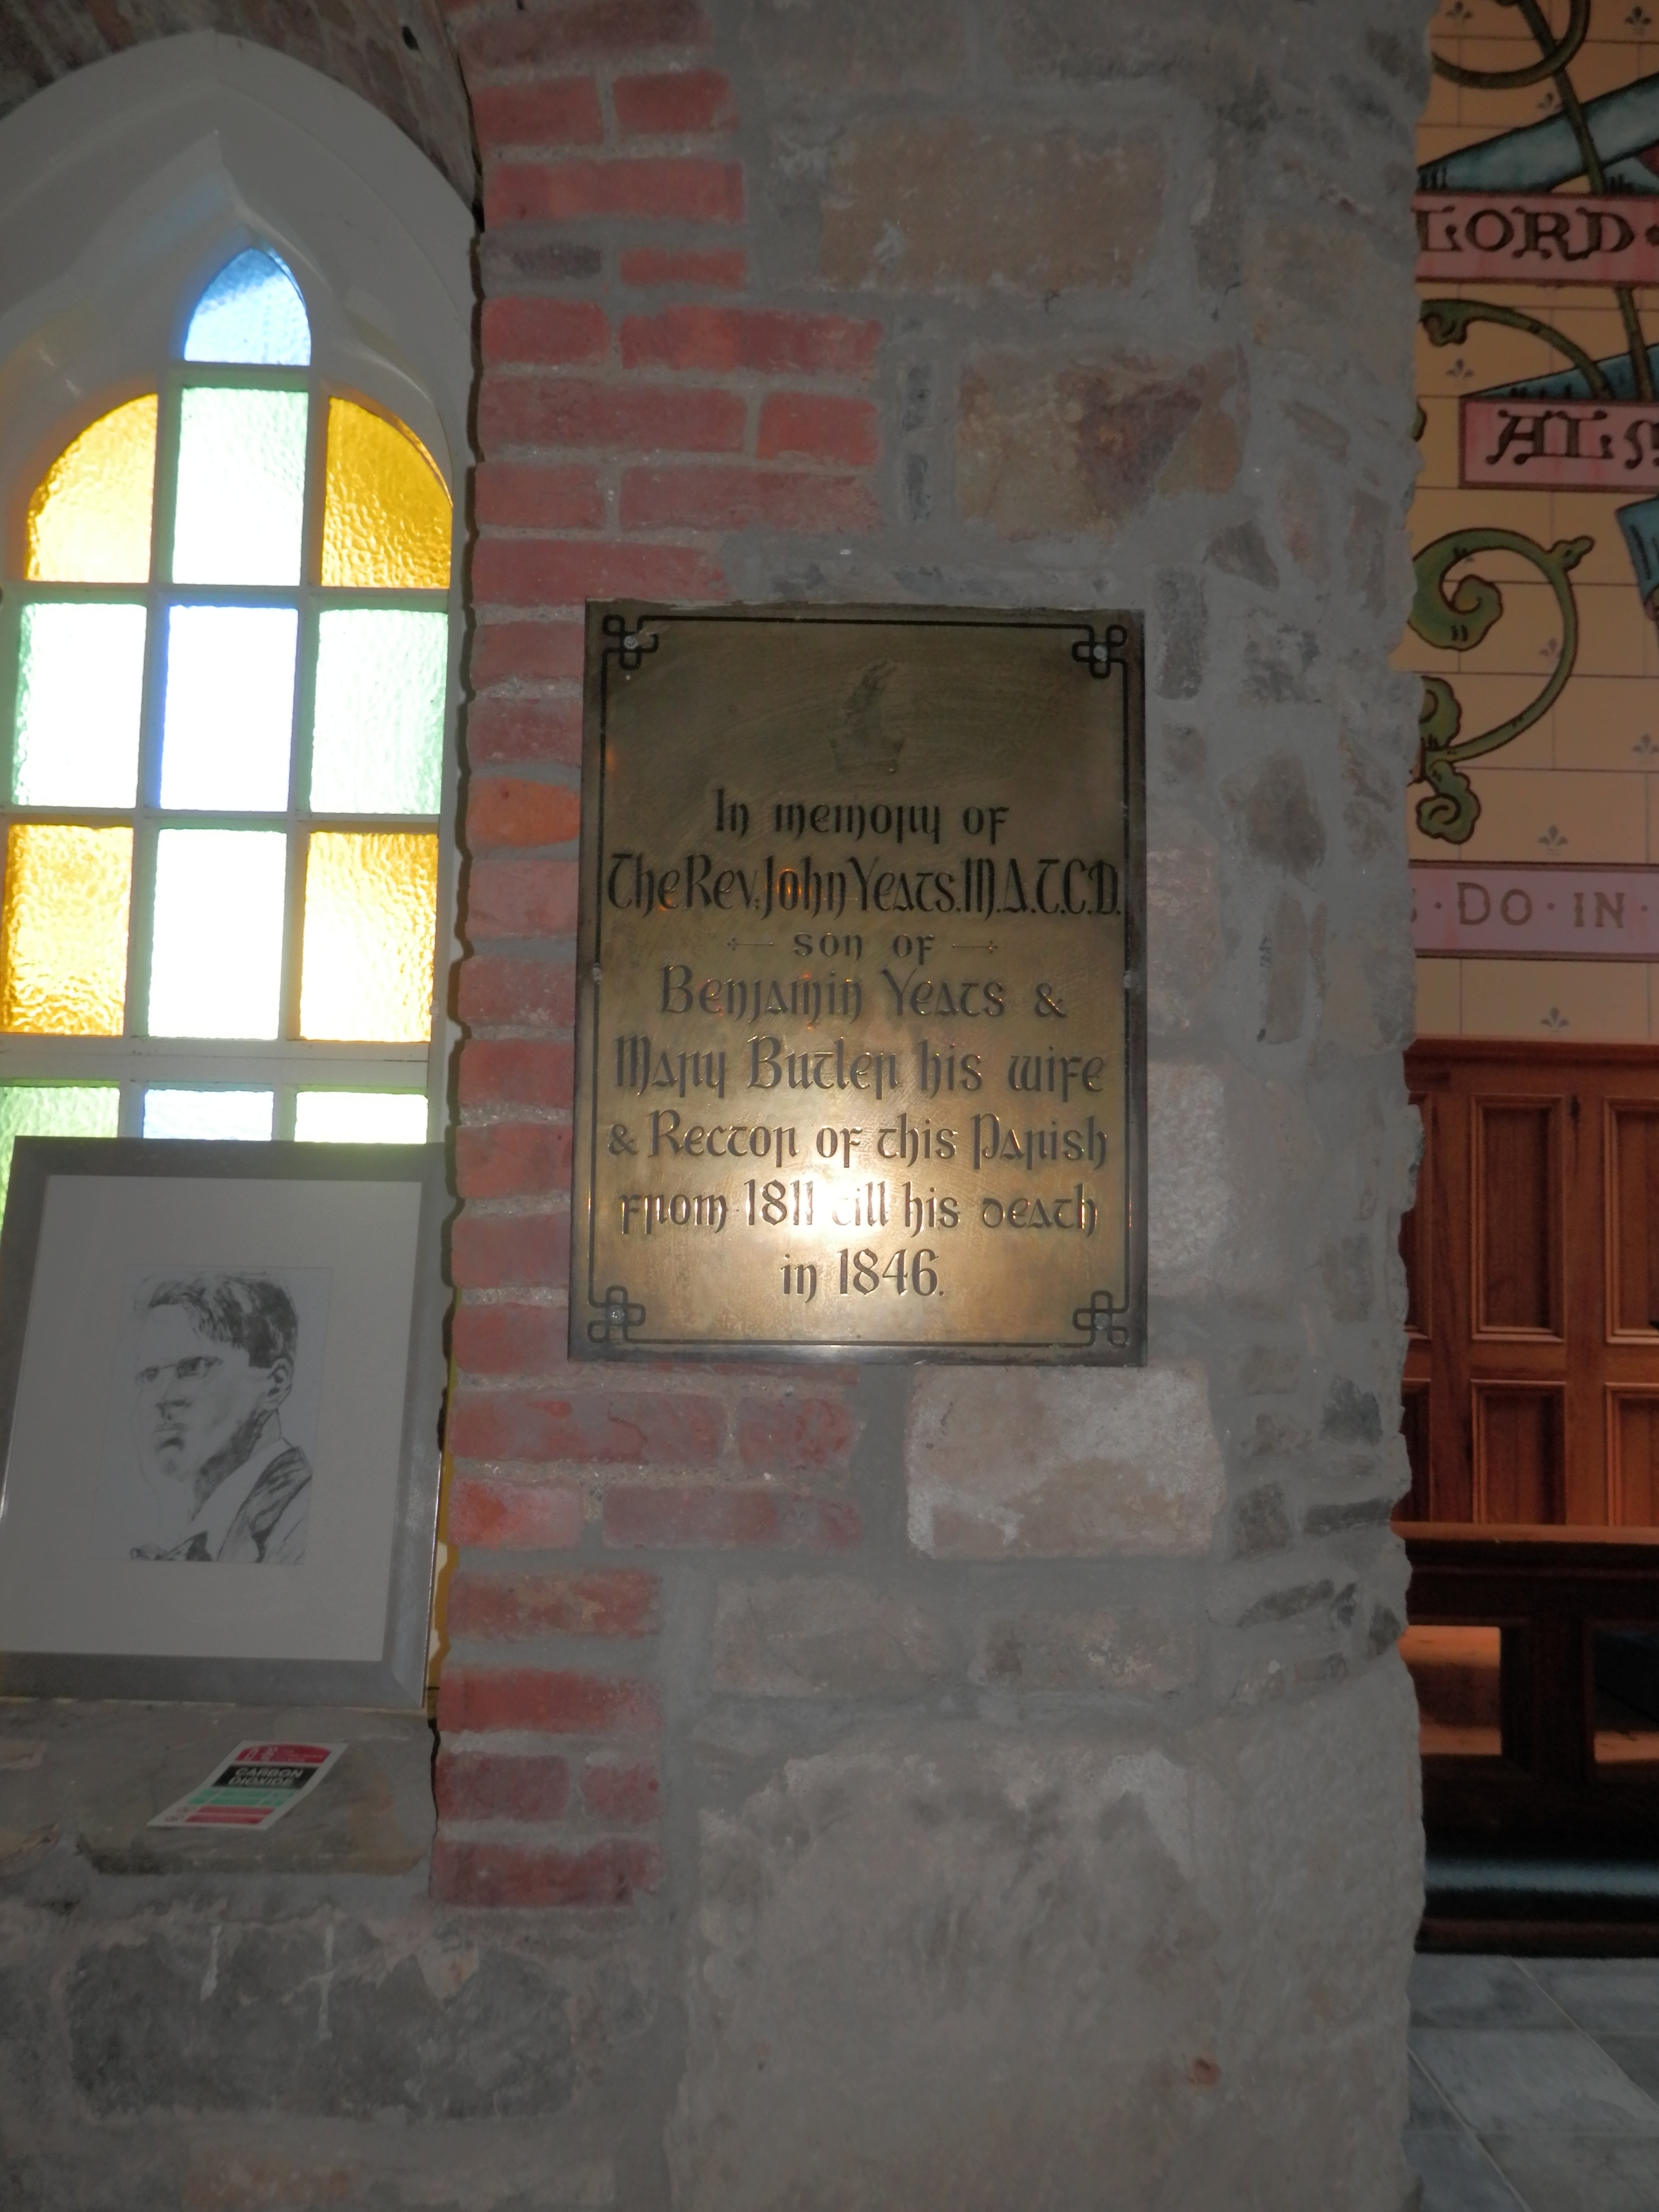 In memory of
The Rev. John Yeats. M.A. T.C.D.
son of
Benjamin Yeats &
Mary Butler his wife
& Rector of this Parish
from 1811 till his death
in 1846.
LORD ·
DO · IN ·
CARBON
DIOXIDE